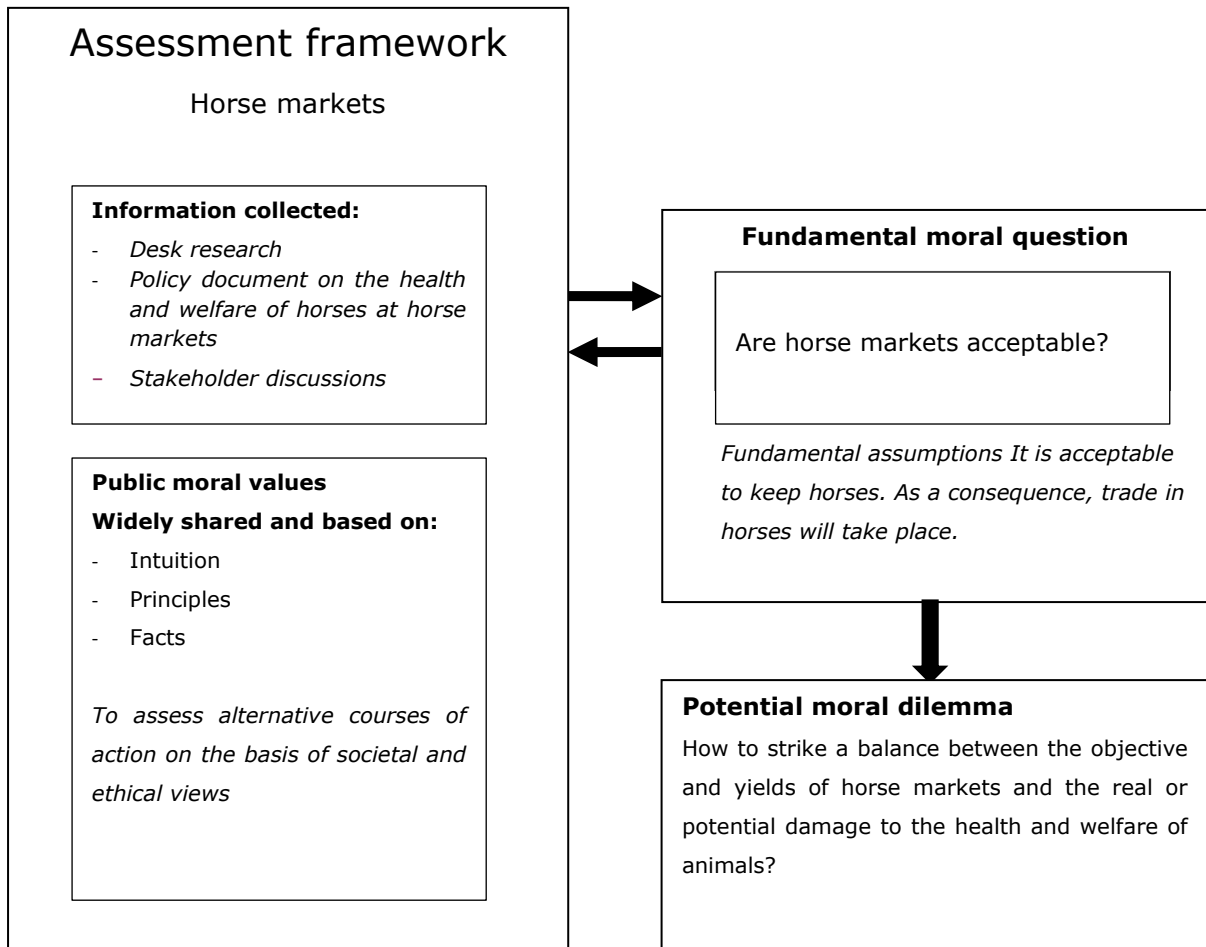 Assessment framework
Horse markets
Information collected:
- Desk research
- Policy document on the health
and welfare of horses at horse
markets
– Stakeholder discussions
Public moral values
Widely shared and based on:
- Intuition
- Principles
- Facts
To assess alternative courses of
action on the basis of societal and
ethical views
Fundamental moral question
Are horse markets acceptable?
Fundamental assumptions It is acceptable
to keep horses. As a consequence, trade in
horses will take place.
Potential moral dilemma
How to strike a balance between the objective
and yields of horse markets and the real or
potential damage to the health and welfare of
animals?